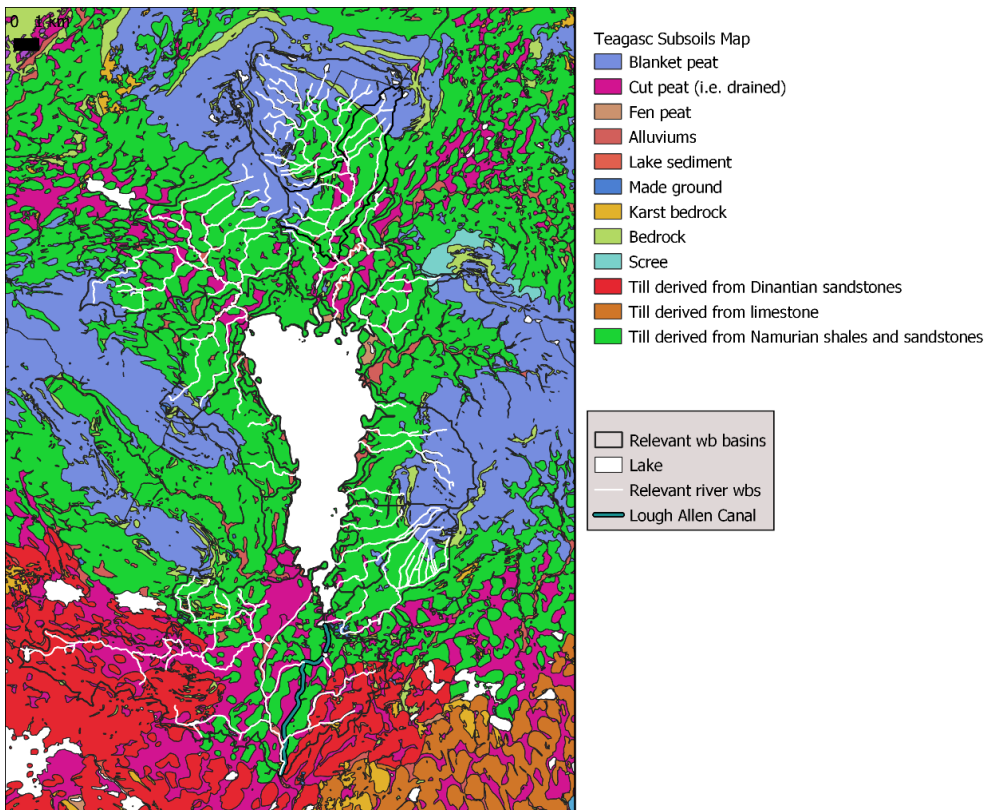 0 1 km
Teagasc Subsoils Map
Blanket peat
Cut peat (i.e. drained)
Fen peat
Alluviums
Lake sediment
Made ground
Karst bedrock
Bedrock
Scree
Till derived from Dinantian sandstones
Till derived from limestone
Till derived from Namurian shales and sandstones
Relevant wb basins
Lake
Relevant river wbs
Lough Allen Canal